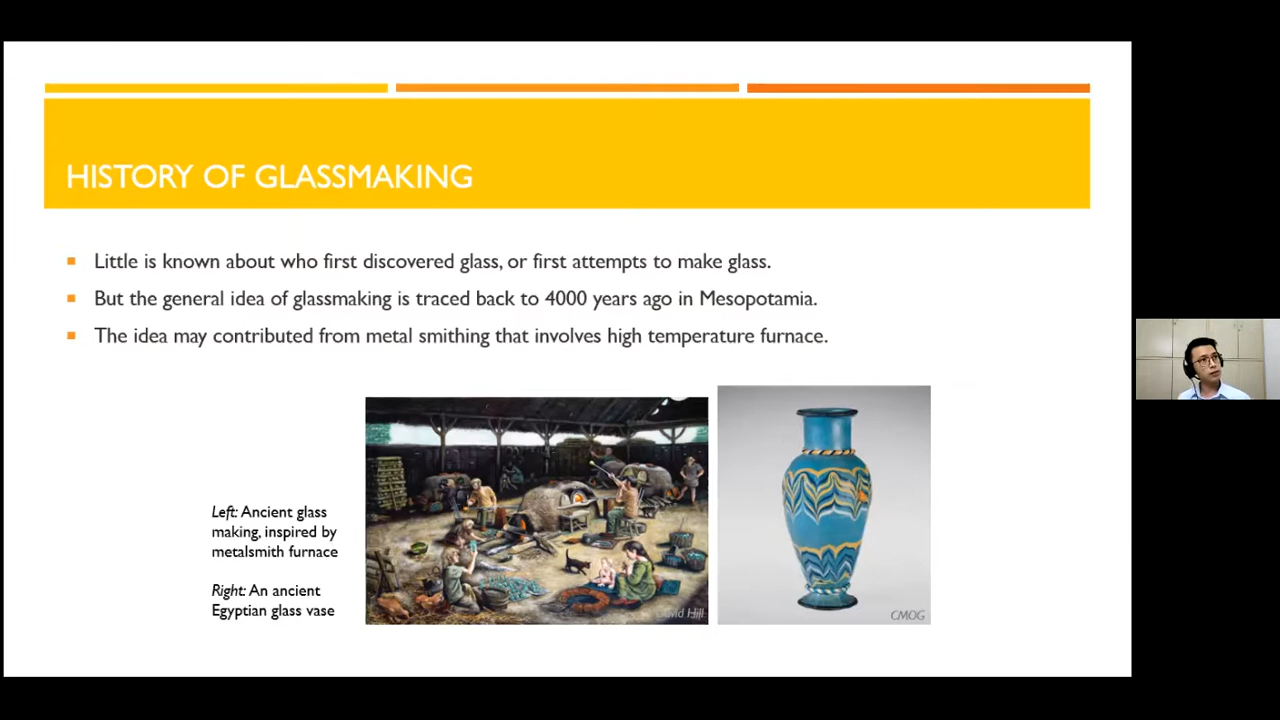 HISTORY OF GLASSMAKING
Little is known about who first discovered glass, or first attempts to make glass.
But the general idea of glassmaking is traced back to 4000 years ago in Mesopotamia.
The idea may contributed from metal smithing that involves high temperature furnace.
Left: Ancient glass
making, inspired by
metalsmith furnace
Right: An ancient
Egyptian glass vase
David Hill
CMOG